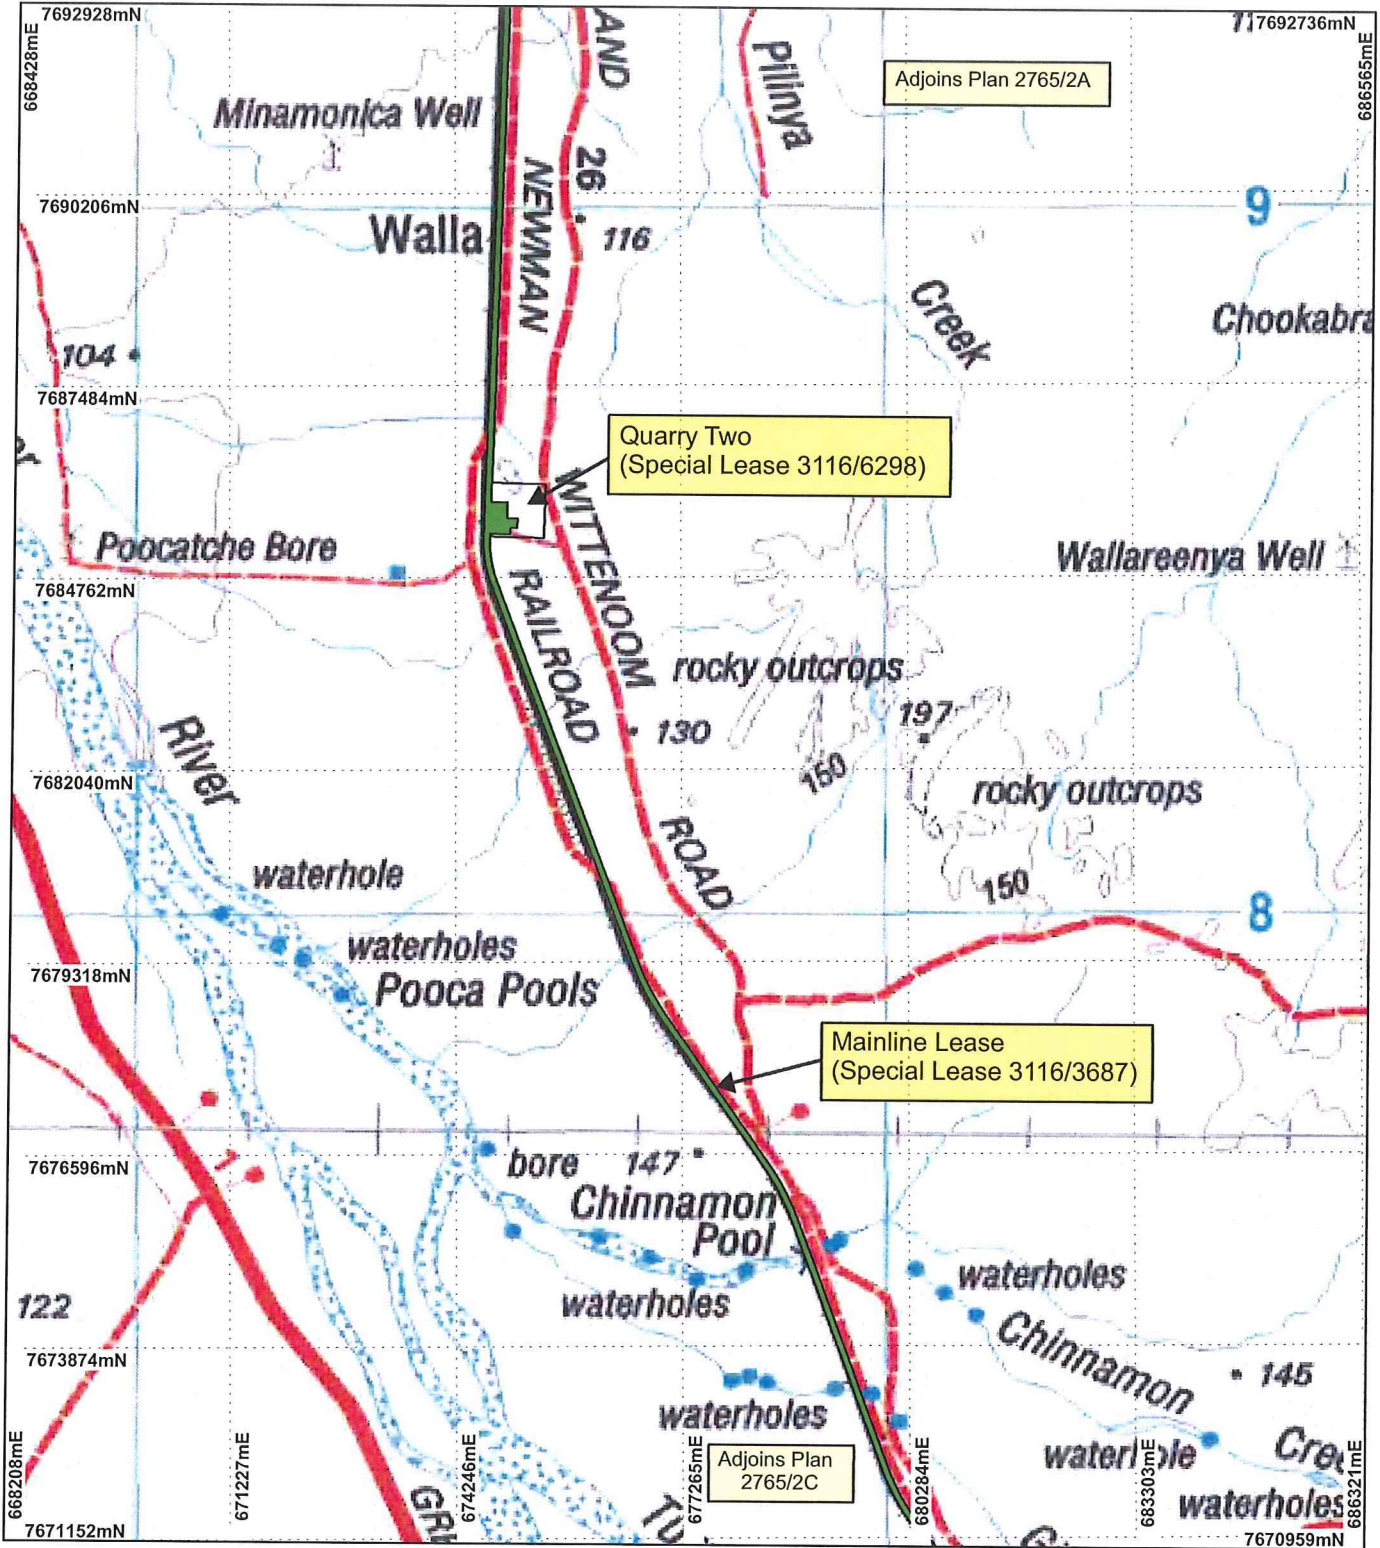 7692928mN
7692736mN
668428mE
686565mE
AND
Pilinya
Adjoins Plan 2765/2A
Minamonica Well
26
NEWMAN
7690206mN
9
Walla
116
Creek
Chookabra
104
7687484mN
Quarry Two
(Special Lease 3116/6298)
WITTENOOM
Poocatche Bore
Wallareenya Well
7684762mN
RAILROAD
rocky outcrops
197
River
130
150
7682040mN
rocky outcrops
ROAD
waterhole
150
8
waterholes
7679318mN
Pooca Pools
Mainline Lease
(Special Lease 3116/3687)
7676596mN
1
bore
147
Chinnamon
Pool
waterholes
waterholes
122
Chinnamon
7673874mN
145
waterholes
waterhole
Cree
Adjoins Plan
2765/2C
668208mE
671227mE
674246mE
677265mE
680284mE
683303mE
686321mE
waterholes
7671152mN
7670959mN